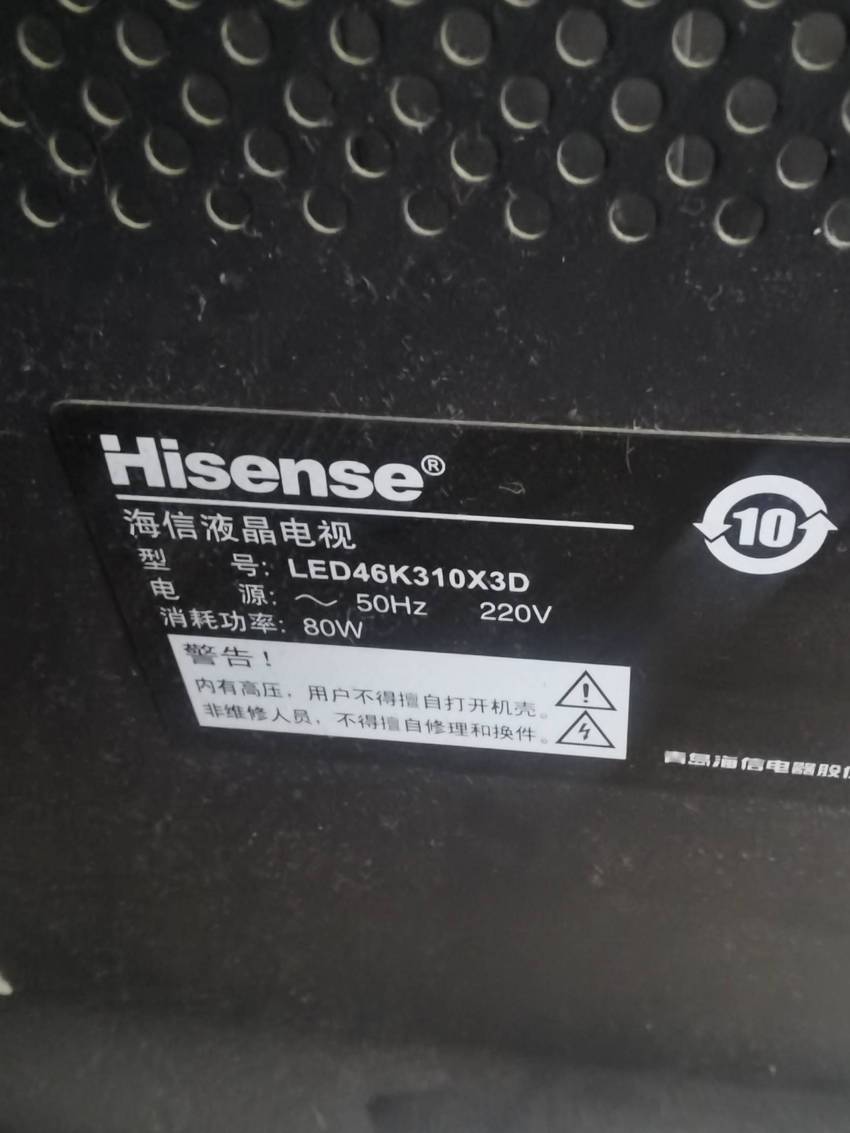 Hisense®
海信液晶电视
型 号: LED46K310X3D
电 源: ～ 50Hz 220V
消耗功率: 80W
警告!
内有高压，用户不得擅自打开机壳。
非维修人员，不得擅自修理和换件。
10
青岛海信电器股